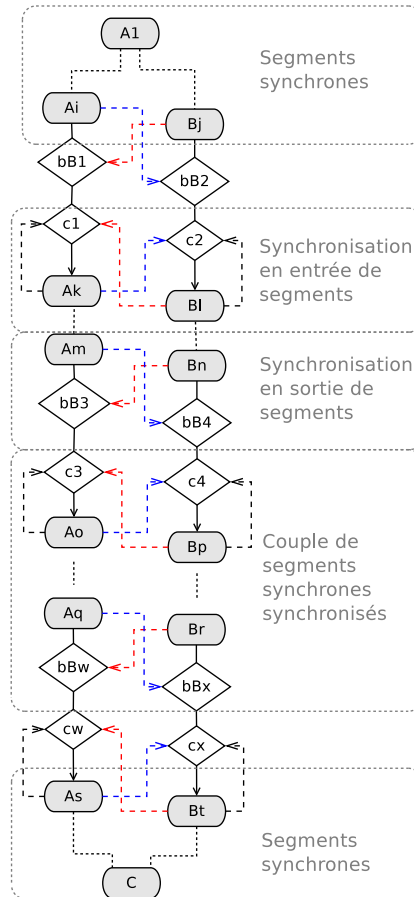 A1
Segments
synchrones
Ai
Bj
bB1
bB2
c1
c2
Synchronisation
en entrée de
segments
Ak
Bl
Am
Bn
Synchronisation
en sortie de
segments
bB3
bB4
c3
c4
Ao
Bp
Couple de
segments
synchrones
synchronisés
Aq
Br
bBw
bBx
cw
cx
As
Bt
Segments
synchrones
C